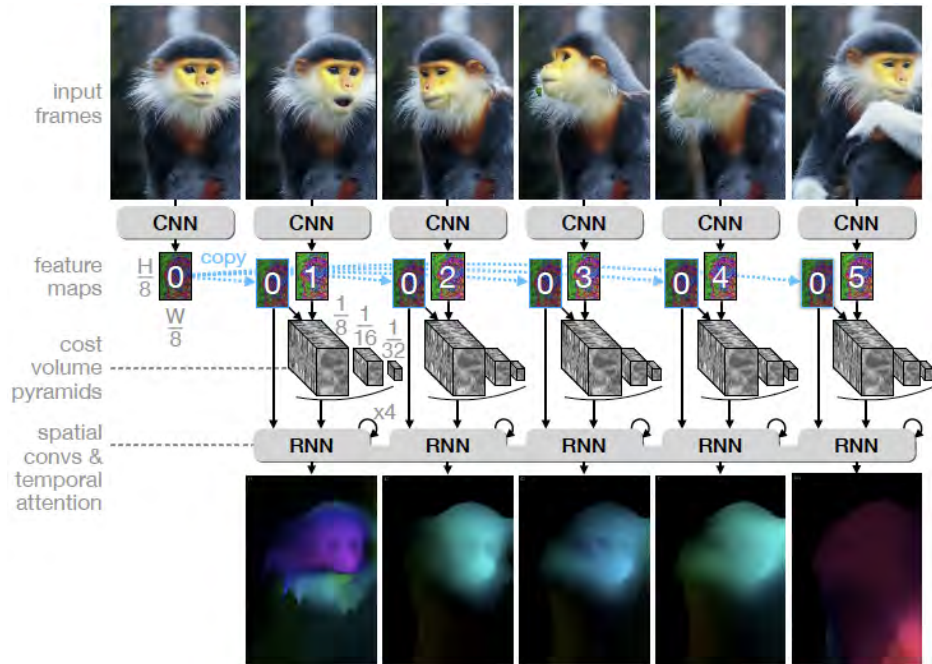 input
frames
CNN CNN CNN CNN CNN CNN
feature
maps
H
8
W
8
copy
0 0 1 0 2 0 3 0 4 0 5
1
8
1
16
1
32
cost
volume
pyramids
x4
spatial
convs &
temporal
attention
RNN RNN RNN RNN RNN